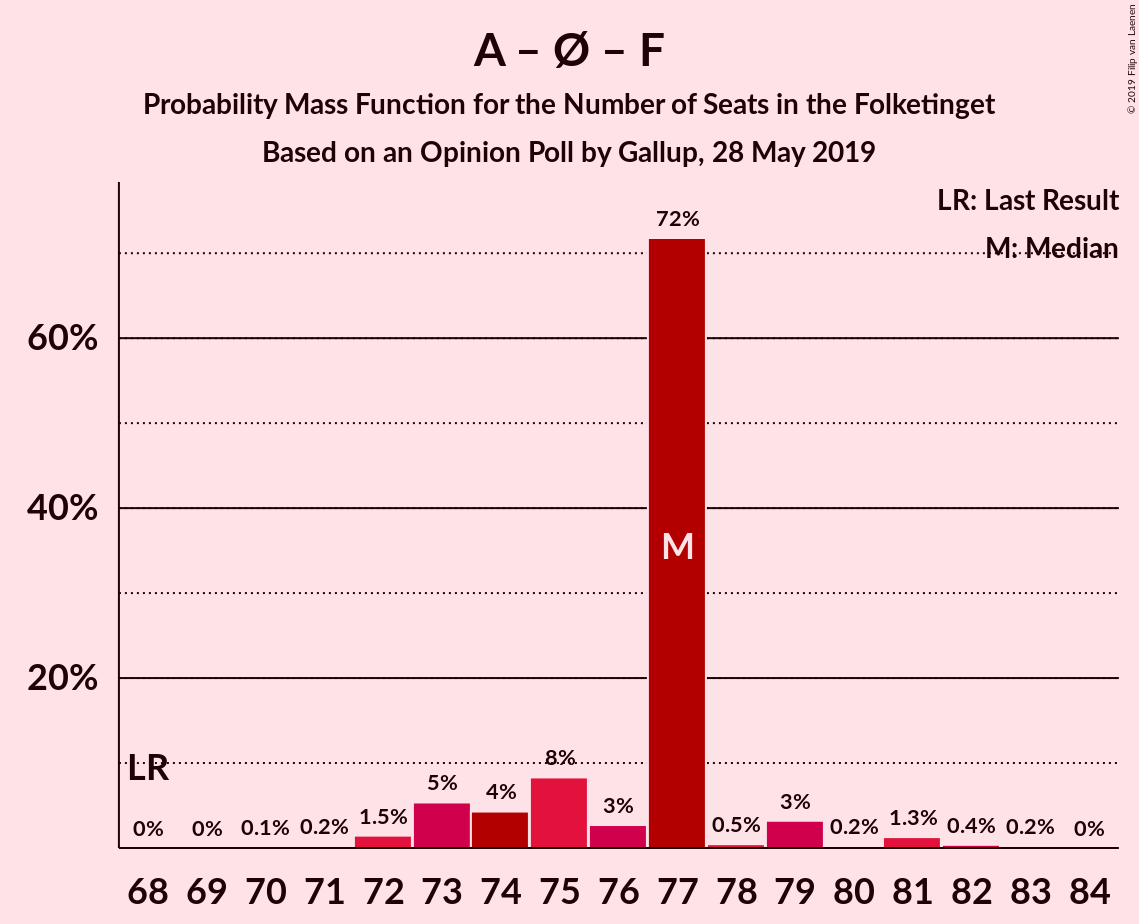 A – Ø – F
Probability Mass Function for the Number of Seats in the Folketinget
Based on an Opinion Poll by Gallup, 28 May 2019
© 2019 Filip van Laenen
LR: Last Result
M: Median
72%
60%
M
40%
20%
LR
0% 0% 0.1% 0.2% 1.5% 5% 4% 8% 3% 0.5% 3% 0.2% 1.3% 0.4% 0.2% 0%
68 69 70 71 72 73 74 75 76 77 78 79 80 81 82 83 84